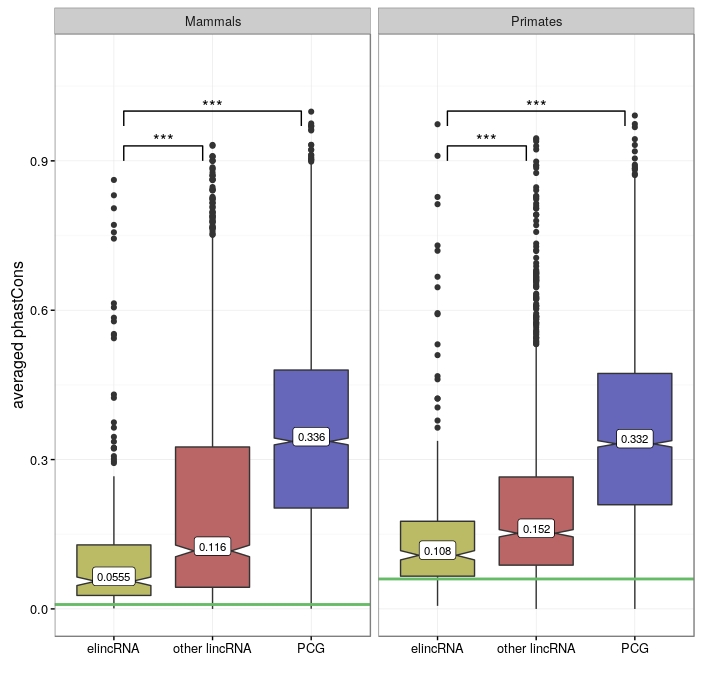 Mammals
Primates
averaged phastCons
0.9
0.6
0.3
0.0
***
***
***
***
0.0555
0.116
0.336
0.108
0.152
0.332
elincRNA
other lincRNA
PCG
elincRNA
other lincRNA
PCG